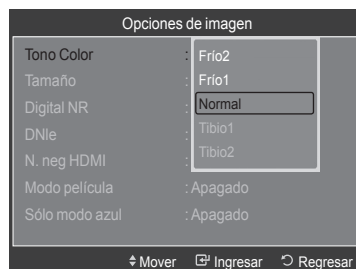 Opciones de imagen
Tono Color : Frío2
Tamaño : Frío1
Digital NR Normal
DNIe Tibio1
N. neg HDMI Tibio2
Modo película : Apagado
Sólo modo azul : Apagado
Mover Ingresar Regresar